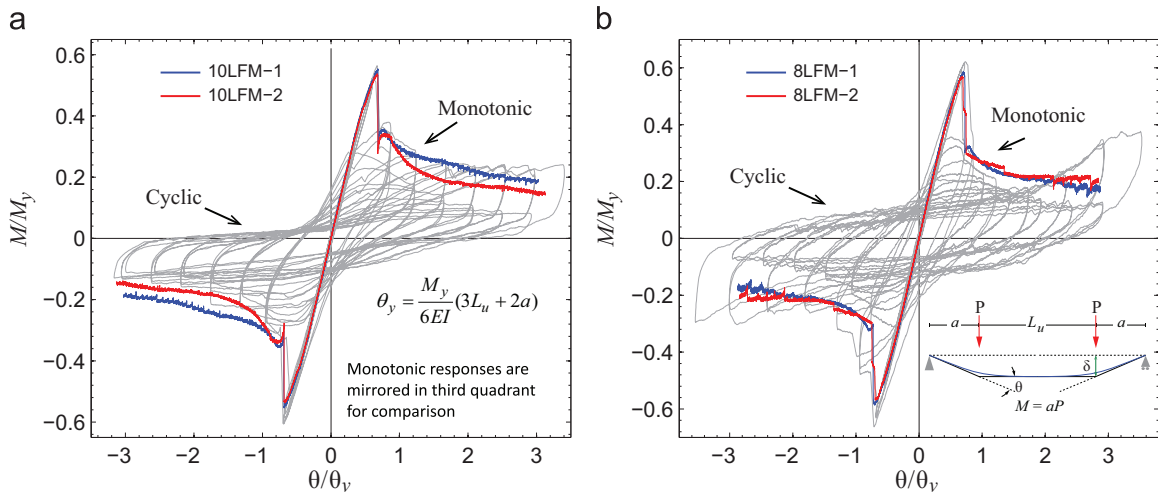 a
0.6
0.4
0.2
0
−0.2
−0.4
−0.6
M/My
10LFM−1
10LFM−2
Monotonic
Cyclic
θy = My/6EI (3Lu + 2a)
Monotonic responses are
mirrored in third quadrant
for comparison
−3 −2 −1 0 1 2 3
θ/θy
b
0.6
0.4
0.2
0
−0.2
−0.4
−0.6
M/My
8LFM−1
8LFM−2
Monotonic
Cyclic
P P
a Lu a
δ
θ
M = aP
−3 −2 −1 0 1 2 3
θ/θy